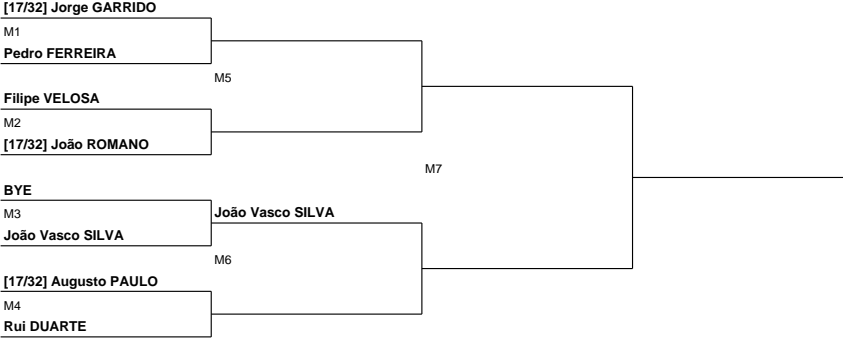 [17/32] Jorge GARRIDO
M1
Pedro FERREIRA
M5
Filipe VELOSA
M2
[17/32] João ROMANO
M7
BYE
M3
João Vasco SILVA
João Vasco SILVA
M6
[17/32] Augusto PAULO
M4
Rui DUARTE